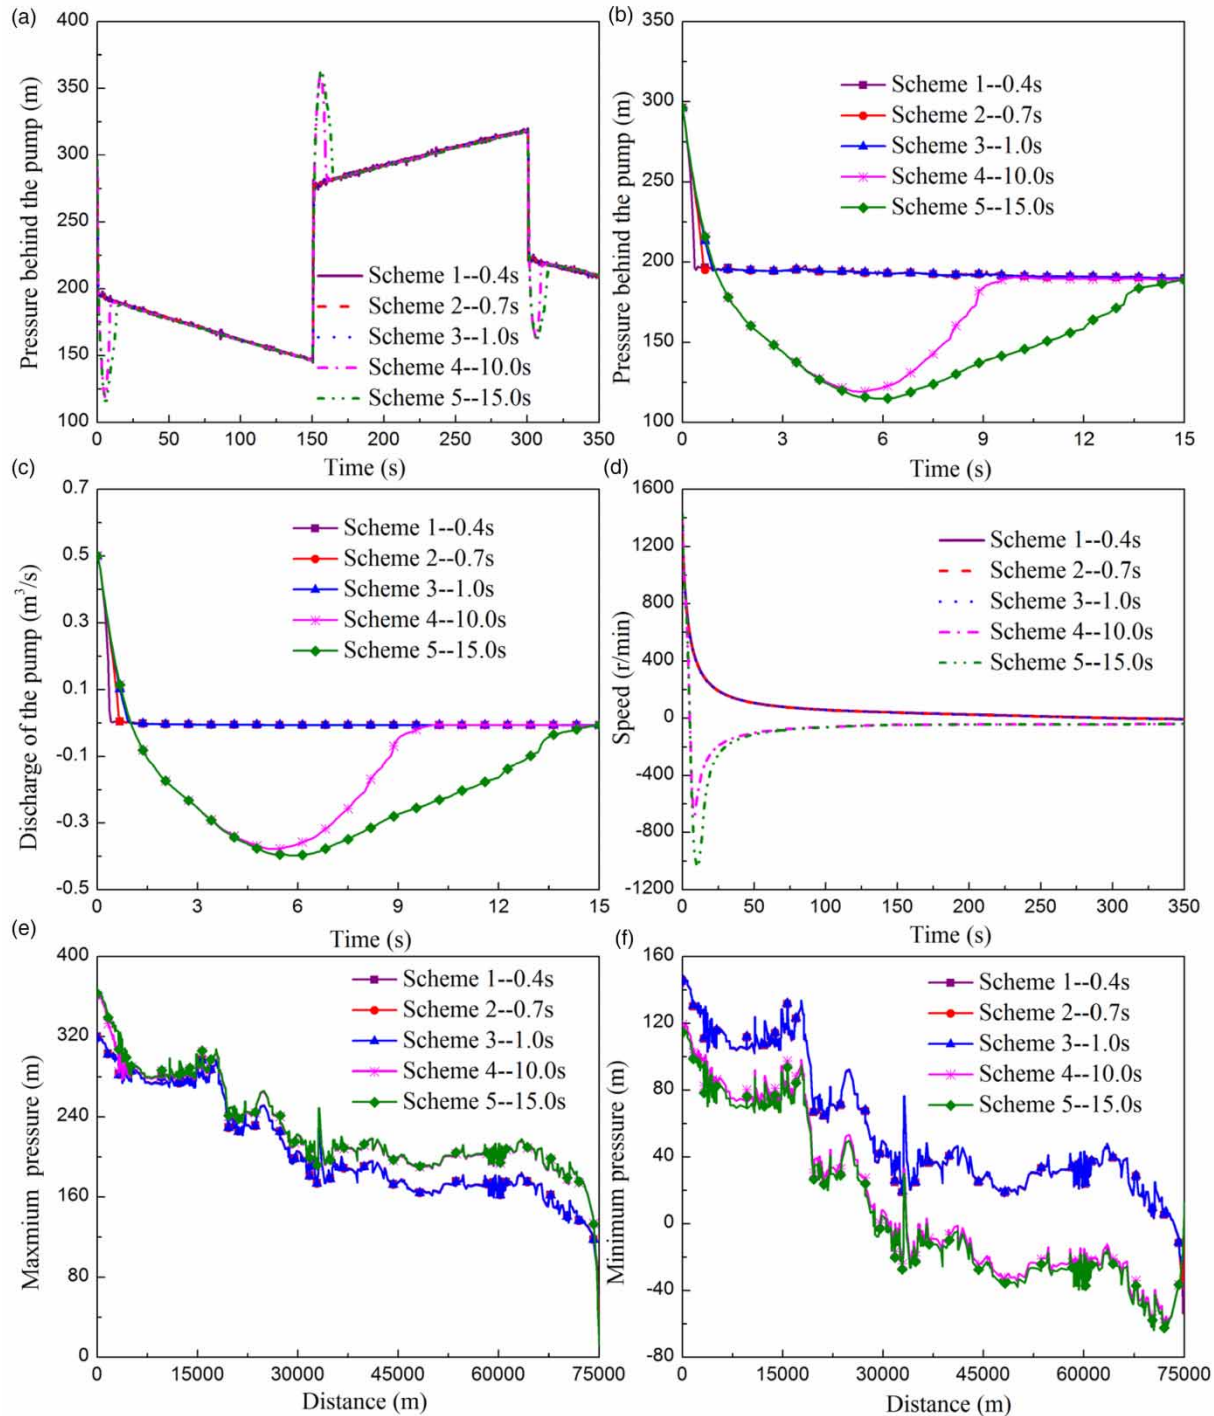 (a)
400
350
300
250
200
150
100
Pressure behind the pump (m)
Scheme 1--0.4s
Scheme 2--0.7s
Scheme 3--1.0s
Scheme 4--10.0s
Scheme 5--15.0s
0 50 100 150 200 250 300 350
Time (s)
(b)
350
300
250
200
150
100
Pressure behind the pump (m)
Scheme 1--0.4s
Scheme 2--0.7s
Scheme 3--1.0s
Scheme 4--10.0s
Scheme 5--15.0s
0 3 6 9 12 15
Time (s)
(c)
0.7
0.5
0.3
0.1
-0.1
-0.3
-0.5
Discharge of the pump (m³/s)
Scheme 1--0.4s
Scheme 2--0.7s
Scheme 3--1.0s
Scheme 4--10.0s
Scheme 5--15.0s
0 3 6 9 12 15
Time (s)
(d)
1600
1200
800
400
0
-400
-800
-1200
Speed (r/min)
Scheme 1--0.4s
Scheme 2--0.7s
Scheme 3--1.0s
Scheme 4--10.0s
Scheme 5--15.0s
0 50 100 150 200 250 300 350
Time (s)
(e)
400
320
240
160
80
0
Maxmium pressure (m)
Scheme 1--0.4s
Scheme 2--0.7s
Scheme 3--1.0s
Scheme 4--10.0s
Scheme 5--15.0s
0 15000 30000 45000 60000 75000
Distance (m)
(f)
160
120
80
40
0
-40
-80
Minimum pressure (m)
Scheme 1--0.4s
Scheme 2--0.7s
Scheme 3--1.0s
Scheme 4--10.0s
Scheme 5--15.0s
0 15000 30000 45000 60000 75000
Distance (m)